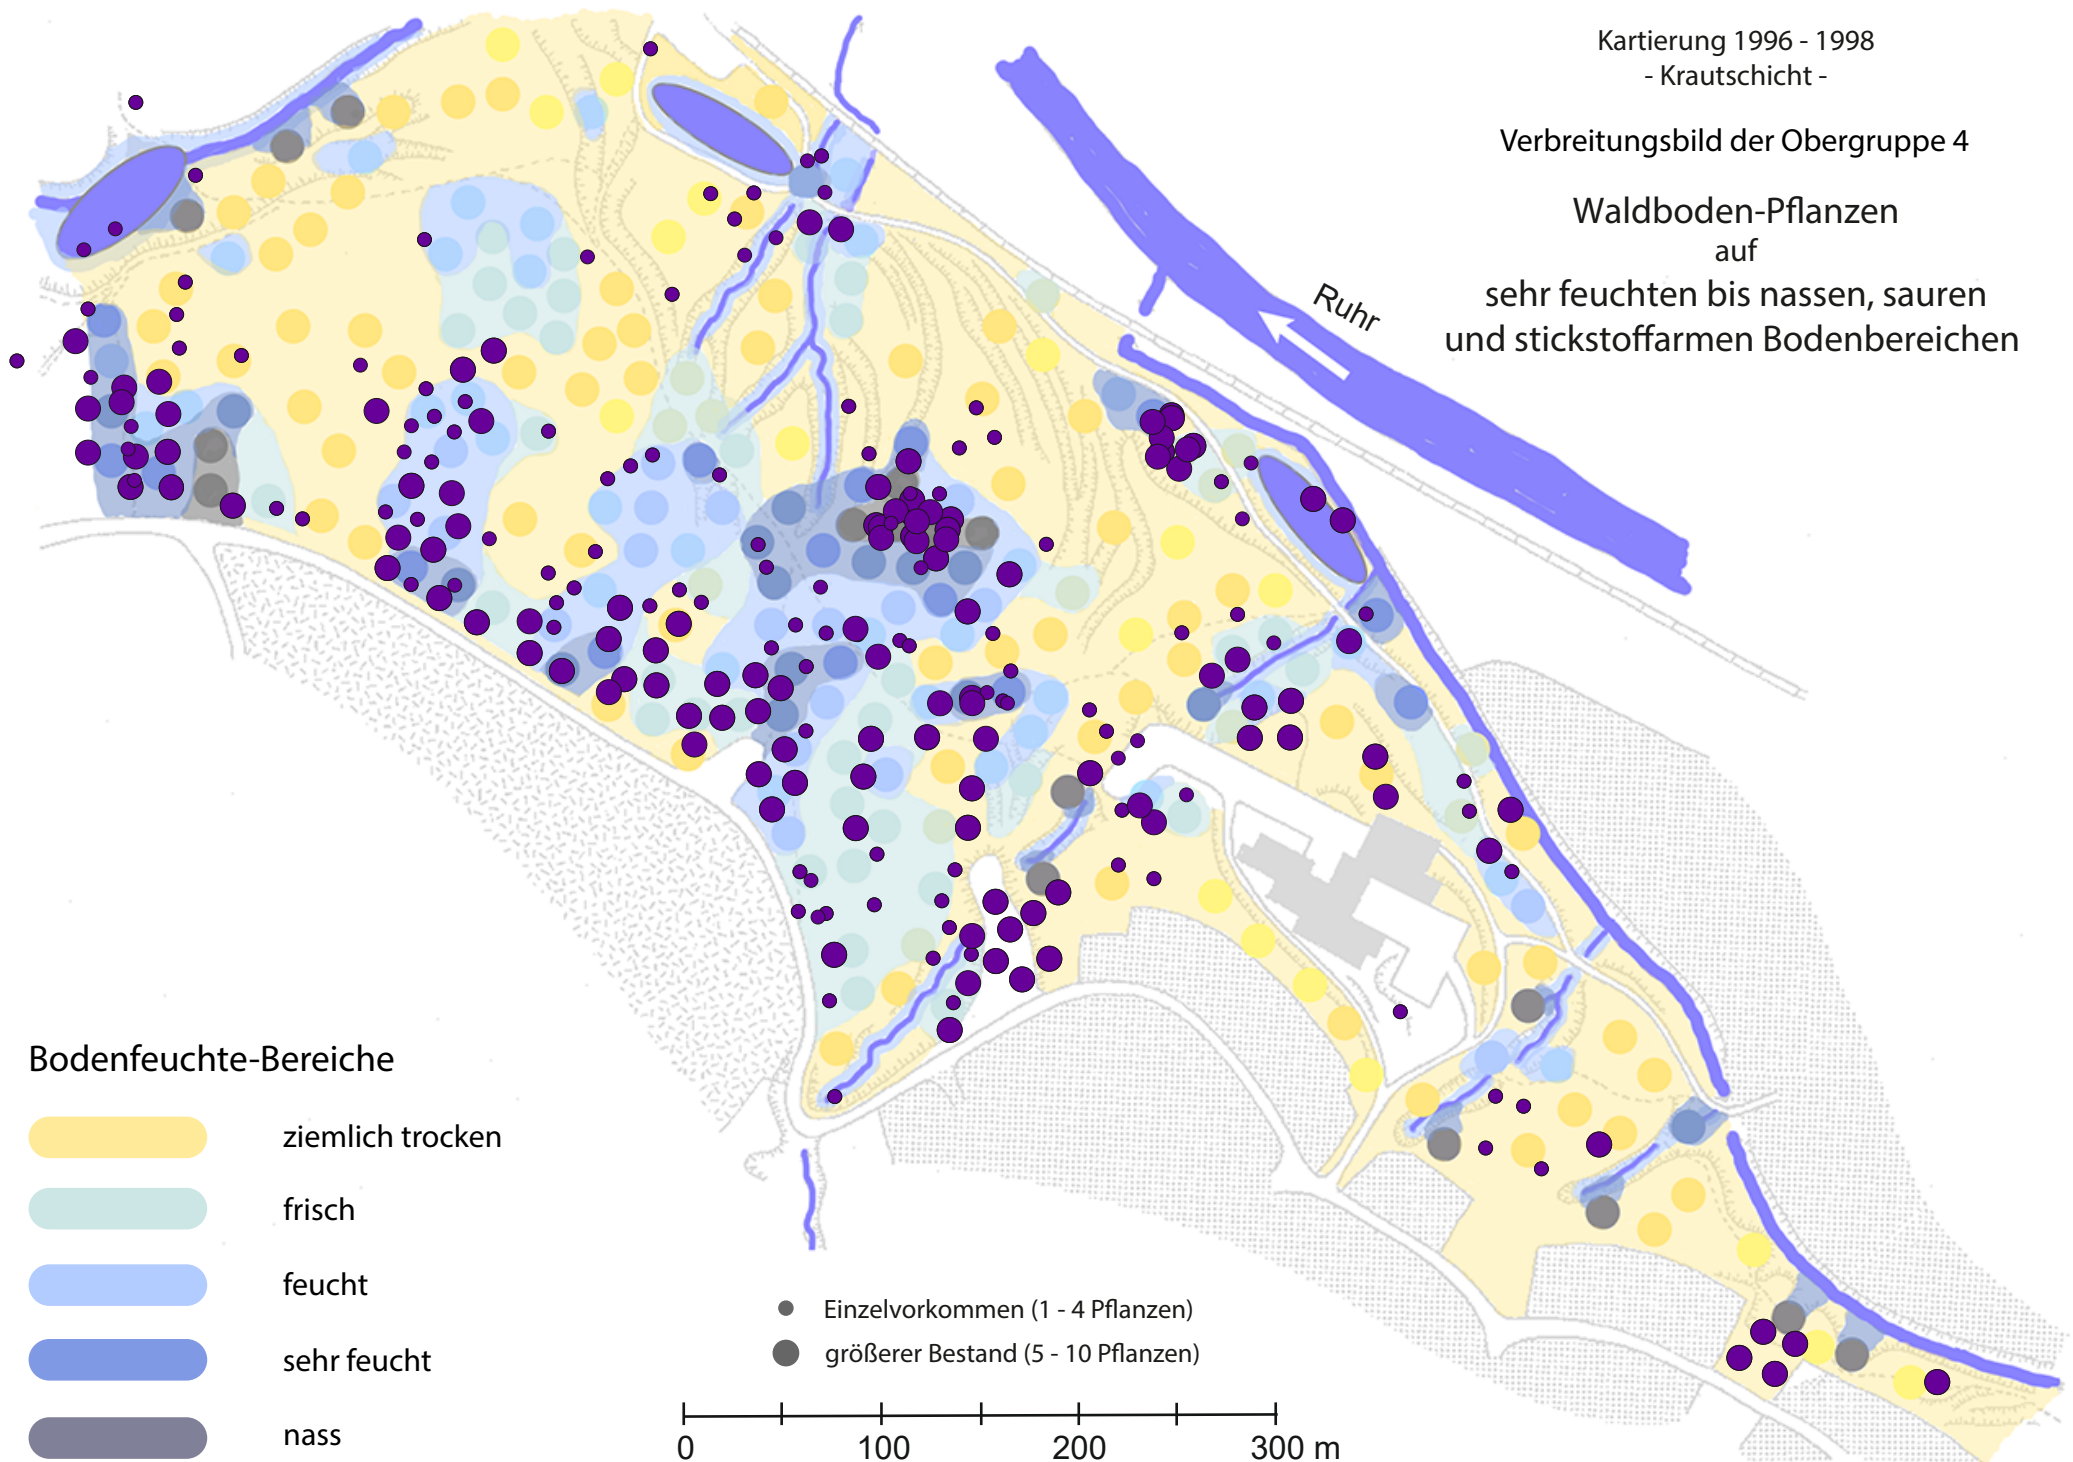 Kartierung 1996 - 1998
- Krautschicht -
Verbreitungsbild der Obergruppe 4
Waldboden-Pflanzen
auf
sehr feuchten bis nassen, sauren
und stickstoffarmen Bodenbereichen
Ruhr
Bodenfeuchte-Bereiche
ziemlich trocken
frisch
feucht
sehr feucht
nass
Einzelvorkommen (1 - 4 Pflanzen)
größerer Bestand (5 - 10 Pflanzen)
0 100 200 300 m